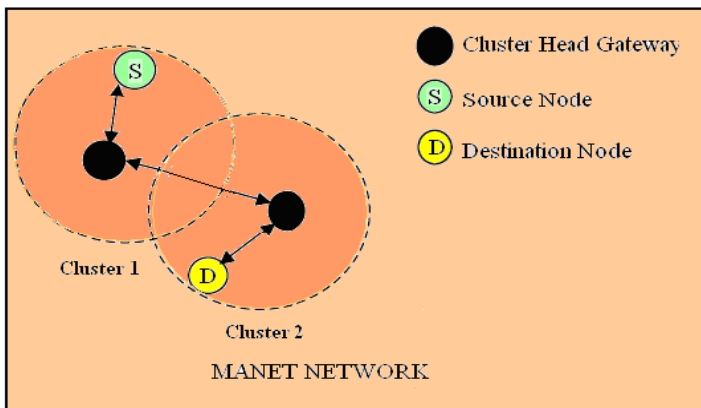 S
Cluster Head Gateway
S
Source Node
D
Destination Node
D
Cluster 1
Cluster 2
MANET NETWORK